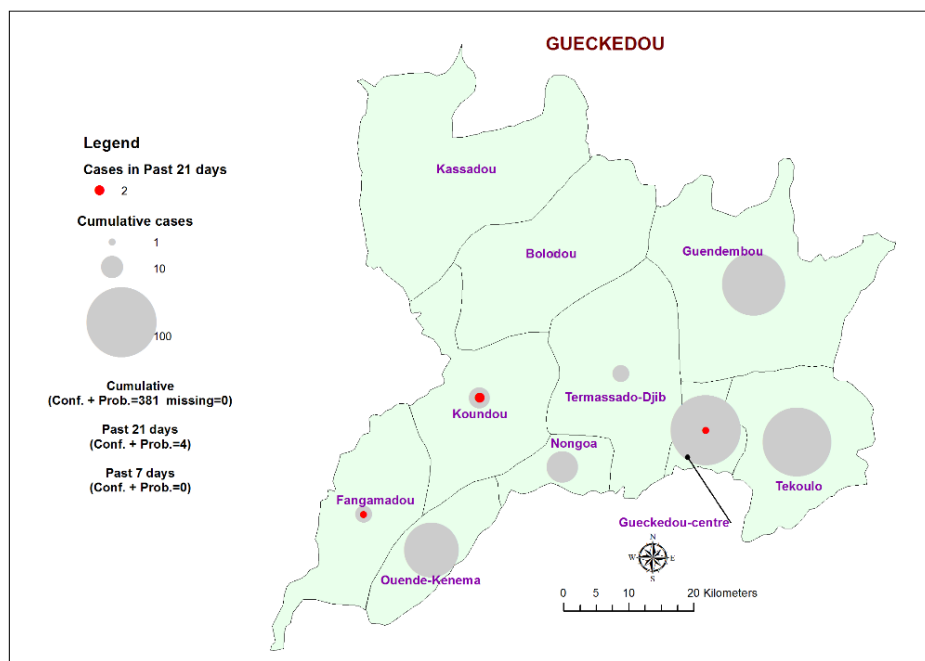 GUECKEDOU
Legend
Cases in Past 21 days
2
Cumulative cases
1
10
100
Cumulative
(Conf. + Prob.=381 missing=0)
Past 21 days
(Conf. + Prob.=4)
Past 7 days
(Conf. + Prob.=0)
Kassadou
Bolodou
Guendembou
Termassado-Djib
Koundou
Nongoa
Tekoulo
Fangamadou
Gueckedou-centre
Ouende-Kenema
N
W E
S
0 5 10 20 Kilometers